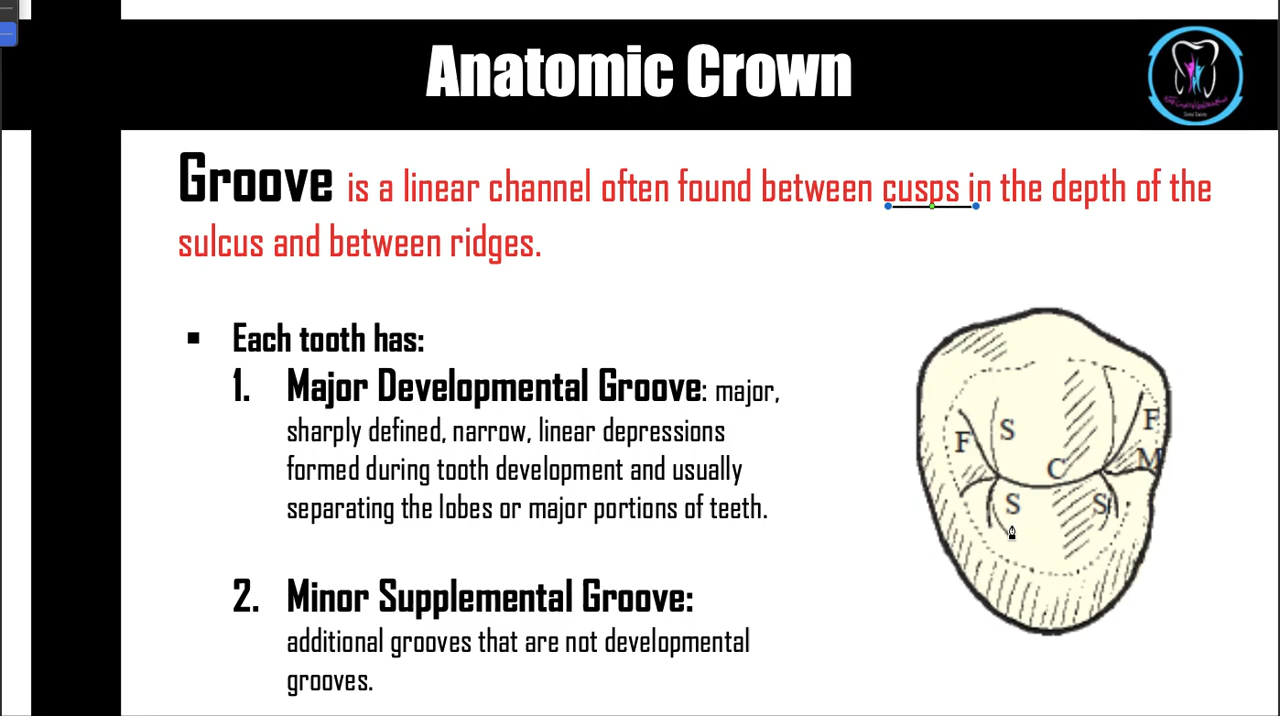 Anatomic Crown
Groove is a linear channel often found between cusps in the depth of the
sulcus and between ridges.
▪ Each tooth has:
1. Major Developmental Groove: major,
sharply defined, narrow, linear depressions
formed during tooth development and usually
separating the lobes or major portions of teeth.
2. Minor Supplemental Groove:
additional grooves that are not developmental
grooves.
F
S
F
C
M
S
S